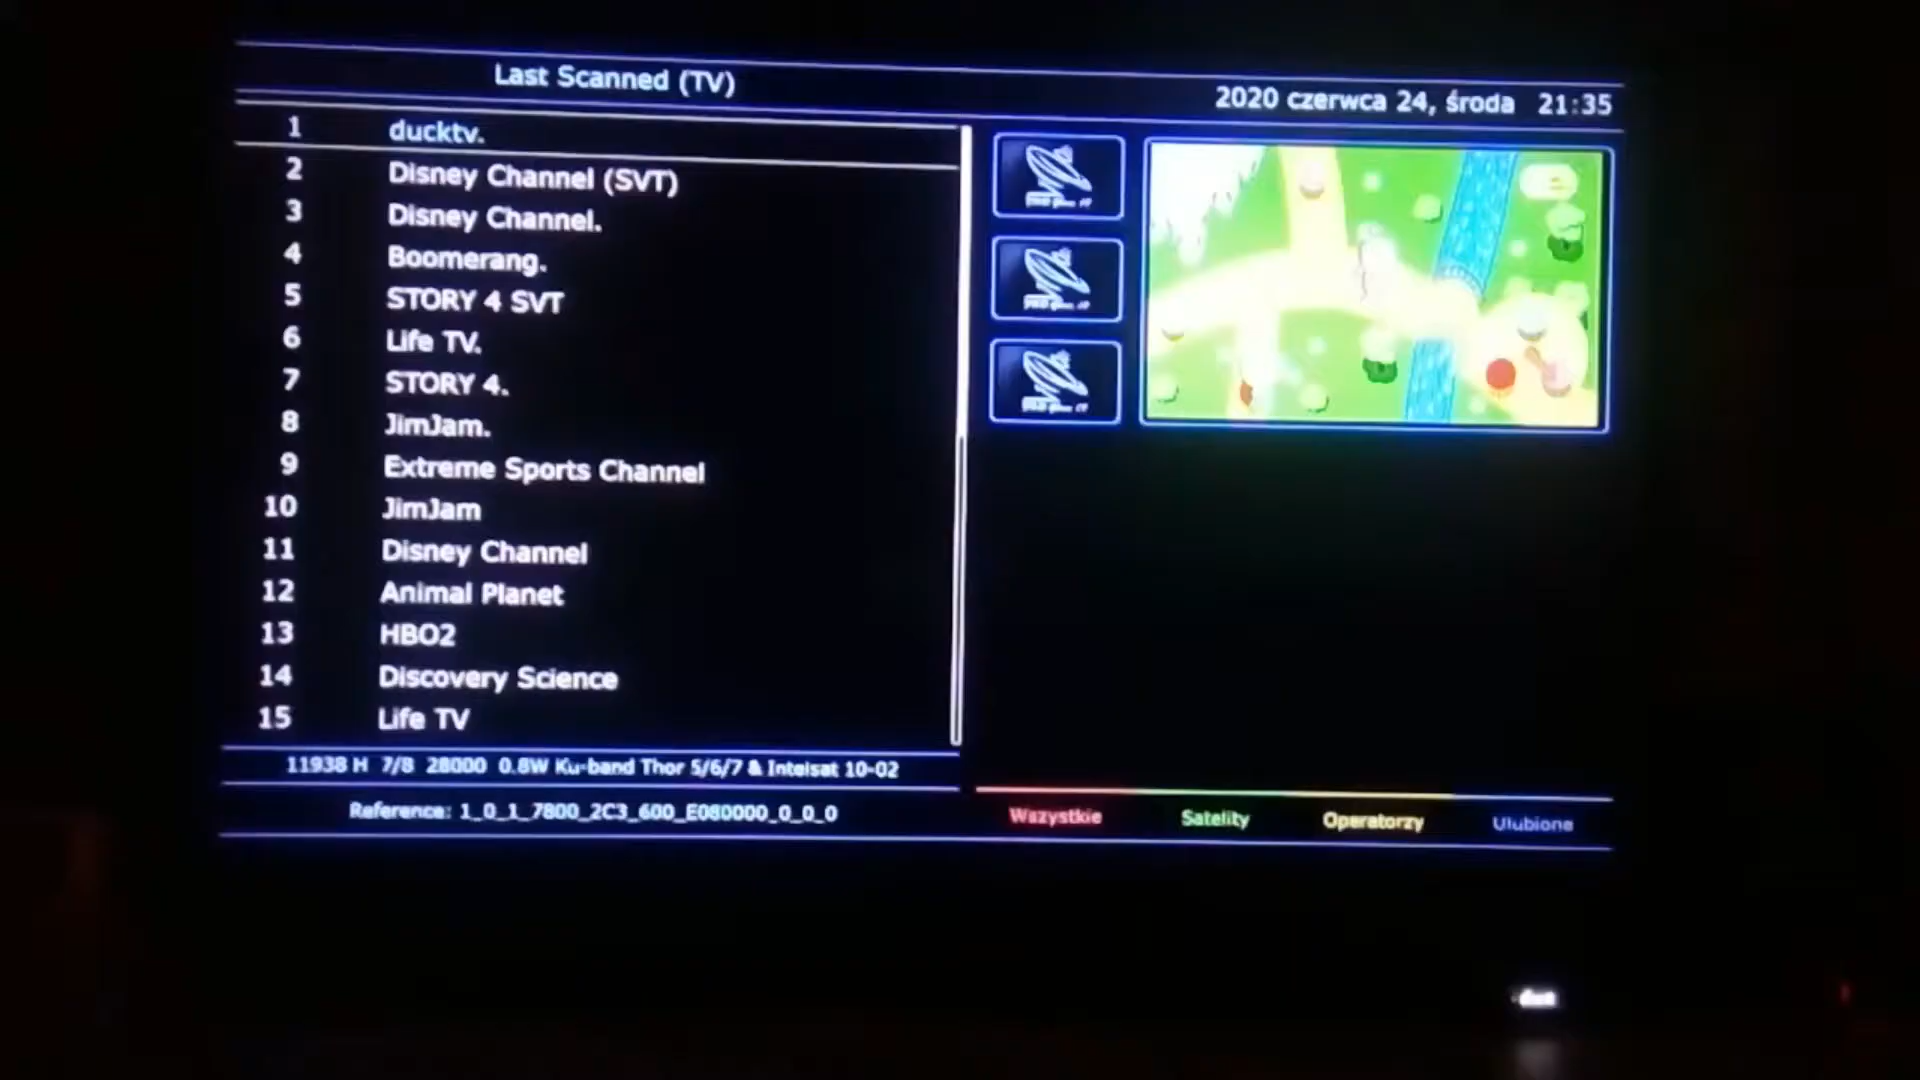 Last Scanned (TV)
2020 czerwca 24, środa 21:35
1 ducktv.
2 Disney Channel (SVT)
3 Disney Channel.
4 Boomerang.
5 STORY 4 SVT
6 Life TV.
7 STORY 4.
8 JimJam.
9 Extreme Sports Channel
10 JimJam
11 Disney Channel
12 Animal Planet
13 HBO2
14 Discovery Science
15 Life TV
11938 H 7/8 28000 0.8W Ku-band Thor 5/6/7 & Intelsat 10-02
Reference: 1_0_1_7800_2C3_600_E080000_0_0_0
Wszystkie Satelity Operatorzy Ulubione